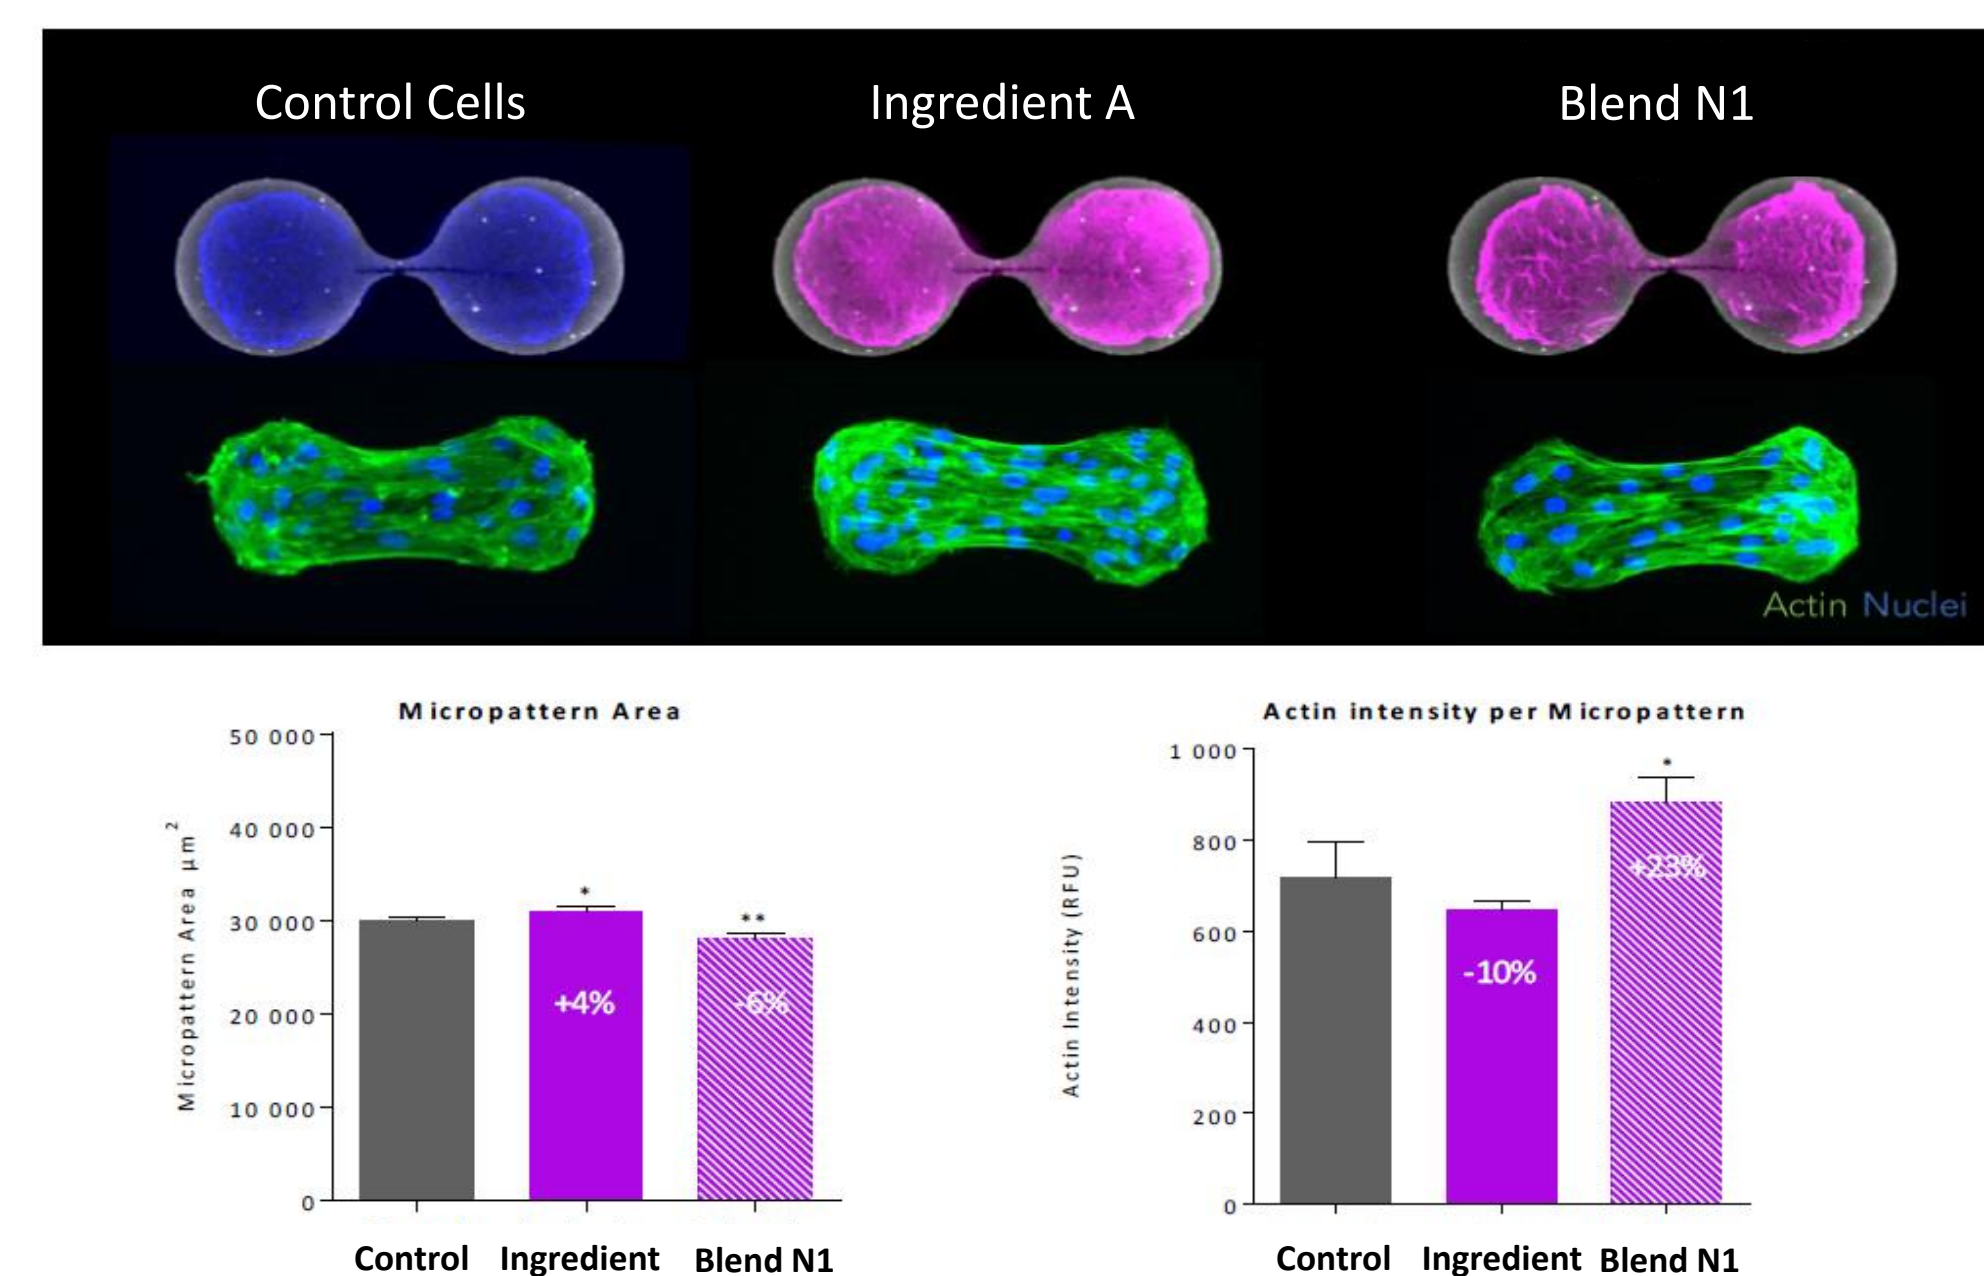 Control Cells
Ingredient A
Blend N1
Actin Nuclei
Micropattern Area
50 000
40 000
30 000
20 000
10 000
0
Micropattern Area µm²
*
**
+4%
-6%
Control
Ingredient
Blend N1
Actin intensity per Micropattern
1 000
800
600
400
200
0
Actin Intensity (RFU)
*
-10%
+23%
Control
Ingredient
Blend N1